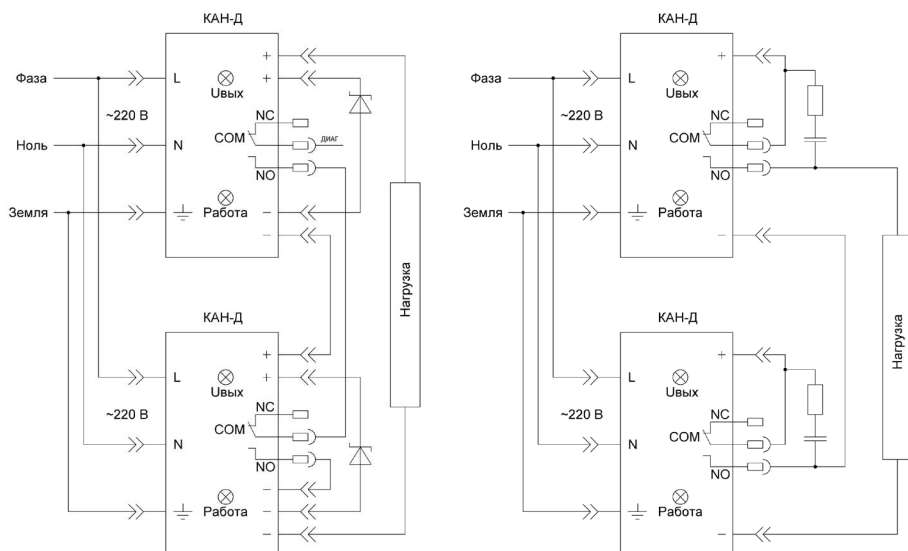 КАН-Д
+
Фаза
L
+
Uвых
~220 В
NC
COM
ДИАГ
Ноль
N
NO
Земля
Работа
−
−
Нагрузка
КАН-Д
+
L
+
Uвых
~220 В
NC
COM
N
NO
−
Работа
−
−
КАН-Д
+
Фаза
L
Uвых
~220 В
NC
COM
Ноль
N
NO
Земля
Работа
−
Нагрузка
КАН-Д
+
L
Uвых
~220 В
NC
COM
N
NO
Работа
−